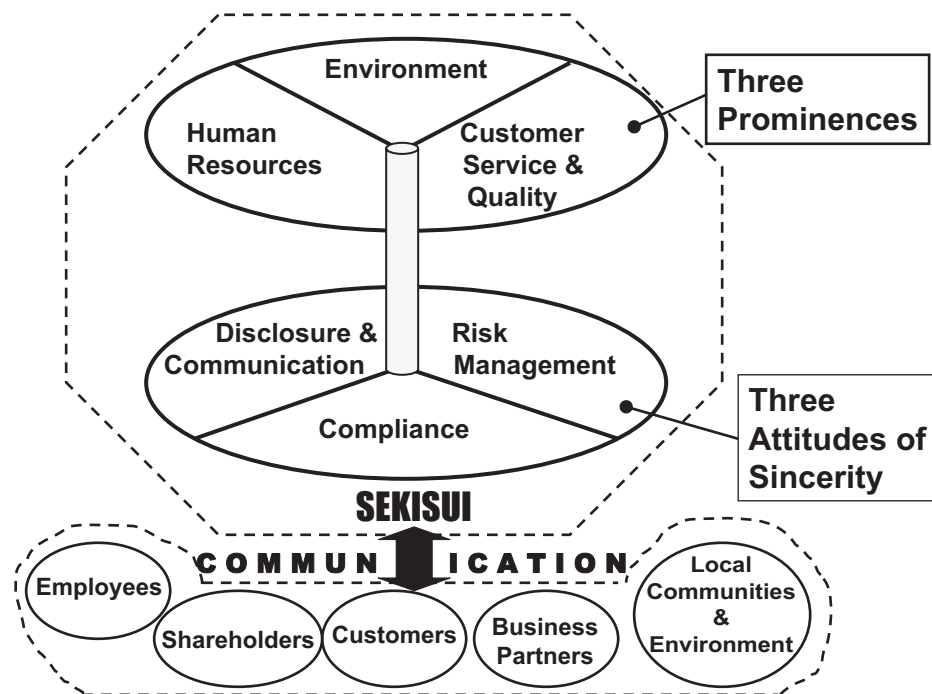 Environment
Three
Prominences
Human
Resources
Customer
Service &
Quality
Disclosure &
Communication
Risk
Management
Compliance
Three
Attitudes of
Sincerity
SEKISUI
COMMUN ICATION
Employees
Shareholders
Customers
Business
Partners
Local
Communities
&
Environment